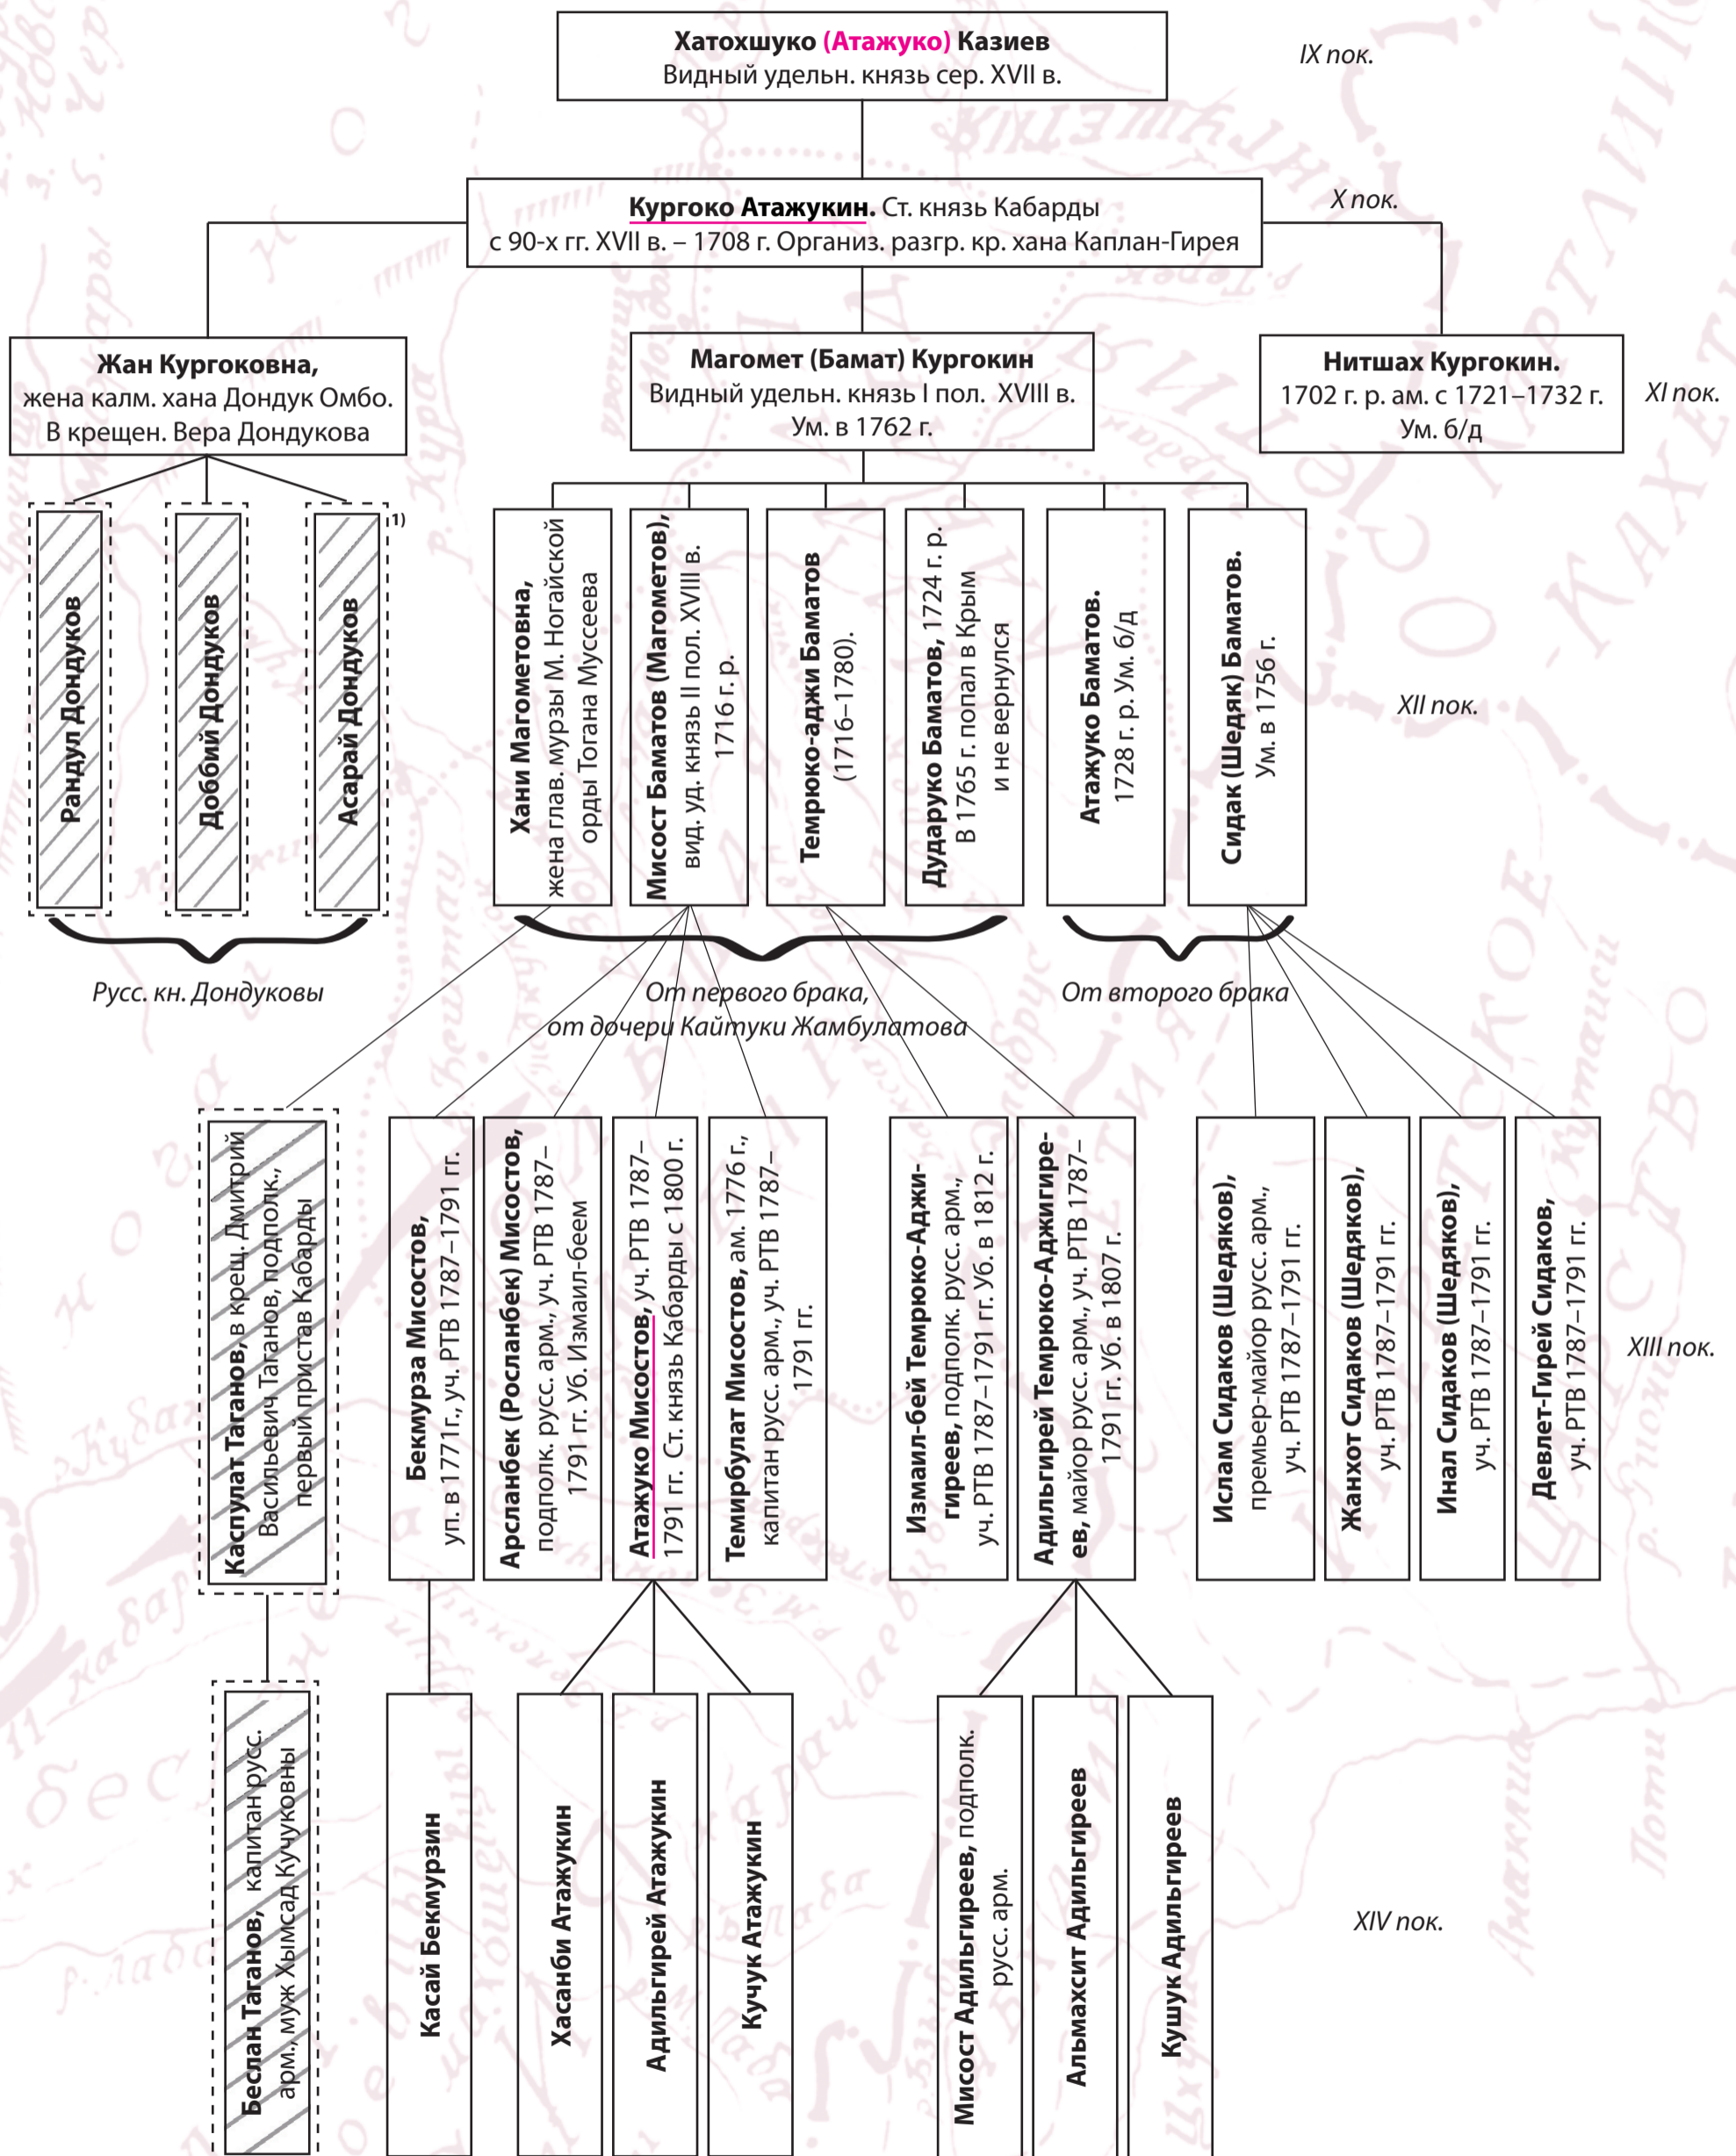 Хатохшуко (Атажуко) Казиев
Видный удельн. князь сер. XVII в.
IX пок.
Кургоко Атажукин. Ст. князь Кабарды
с 90-х гг. XVII в. – 1708 г. Организ. разгр. кр. хана Каплан-Гирея
X пок.
Жан Кургоковна,
жена калм. хана Дондук Омбо.
В крещен. Вера Дондукова
Магомет (Бамат) Кургокин
Видный удельн. князь I пол. XVIII в.
Ум. в 1762 г.
Нитшах Кургокин.
1702 г. р. ам. с 1721–1732 г.
Ум. б/д
XI пок.
Рандул Дондуков
Доббий Дондуков
Асарай Дондуков
1)
Хани Магометовна,
жена глав. мурзы М. Ногайской
орды Тогана Муссеева
Мисост Баматов (Магометов),
вид. уд. князь II пол. XVIII в.
1716 г. р.
Темрюко-аджи Баматов
(1716–1780).
Дударуко Баматов, 1724 г. р.
В 1765 г. попал в Крым
и не вернулся
Атажуко Баматов.
1728 г. р. Ум. б/д
Сидак (Шедяк) Баматов.
Ум. в 1756 г.
XII пок.
Русс. кн. Дондуковы
От первого брака,
от дочери Кайтуки Жамбулатова
От второго брака
Каспулат Таганов, в крещ. Дмитрий
Васильевич Таганов, подполк.,
первый пристав Кабарды
Бекмурза Мисостов,
уп. в 1771г., уч. РТВ 1787–1791 гг.
Арсланбек (Росланбек) Мисостов,
подполк. русс. арм., уч. РТВ 1787–
1791 гг. Уб. Измаил-беем
Атажуко Мисостов, уч. РТВ 1787–
1791 гг. Ст. князь Кабарды с 1800 г.
Темирбулат Мисостов, ам. 1776 г.,
капитан русс. арм., уч. РТВ 1787–
1791 гг.
Измаил-бей Темрюко-Аджи-
гиреев, подполк. русс. арм.,
уч. РТВ 1787–1791 гг. Уб. в 1812 г.
Адильгирей Темрюко-Аджигире-
ев, майор русс. арм., уч. РТВ 1787–
1791 гг. Уб. в 1807 г.
Ислам Сидаков (Шедяков),
премьер-майор русс. арм.,
уч. РТВ 1787–1791 гг.
Жанхот Сидаков (Шедяков),
уч. РТВ 1787–1791 гг.
Инал Сидаков (Шедяков),
уч. РТВ 1787–1791 гг.
Девлет-Гирей Сидаков,
уч. РТВ 1787–1791 гг.
XIII пок.
Беслан Таганов, капитан русс.
арм., муж Хымсад Кучуковны
Касай Бекмурзин
Хасанби Атажукин
Адильгирей Атажукин
Кучук Атажукин
Мисост Адильгиреев, подполк.
русс. арм.
Альмахсит Адильгиреев
Кушук Адильгиреев
XIV пок.